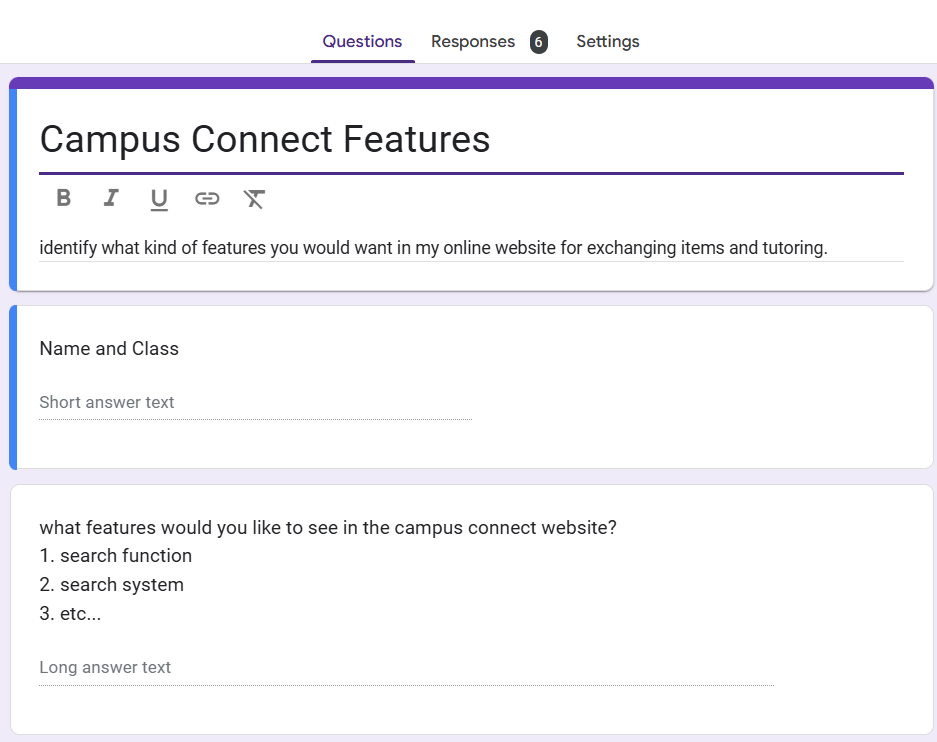 Questions Responses 6 Settings
Campus Connect Features
B I U
identify what kind of features you would want in my online website for exchanging items and tutoring.
Name and Class
Short answer text
what features would you like to see in the campus connect website?
1. search function
2. search system
3. etc...
Long answer text